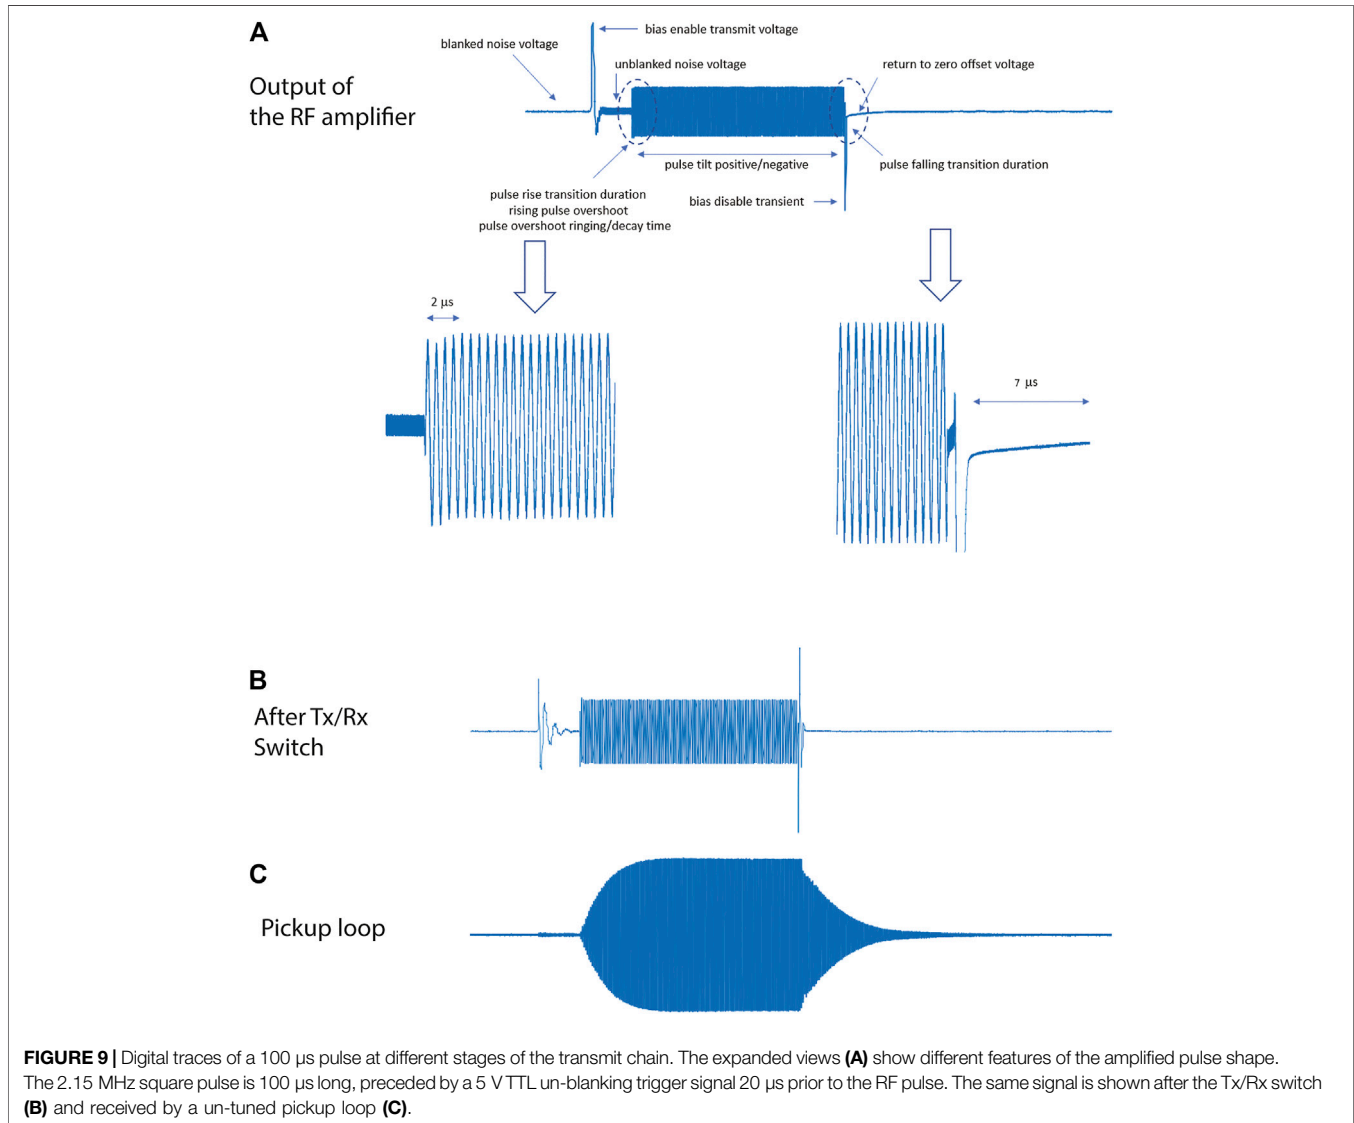 A
Output of
the RF amplifier
blanked noise voltage
bias enable transmit voltage
unblanked noise voltage
return to zero offset voltage
pulse tilt positive/negative
pulse falling transition duration
bias disable transient
pulse rise transition duration
rising pulse overshoot
pulse overshoot ringing/decay time
2 μs
7 μs
B
After Tx/Rx
Switch
C
Pickup loop
FIGURE 9 | Digital traces of a 100 μs pulse at different stages of the transmit chain. The expanded views (A) show different features of the amplified pulse shape.
The 2.15 MHz square pulse is 100 μs long, preceded by a 5 V TTL un-blanking trigger signal 20 μs prior to the RF pulse. The same signal is shown after the Tx/Rx switch
(B) and received by a un-tuned pickup loop (C).